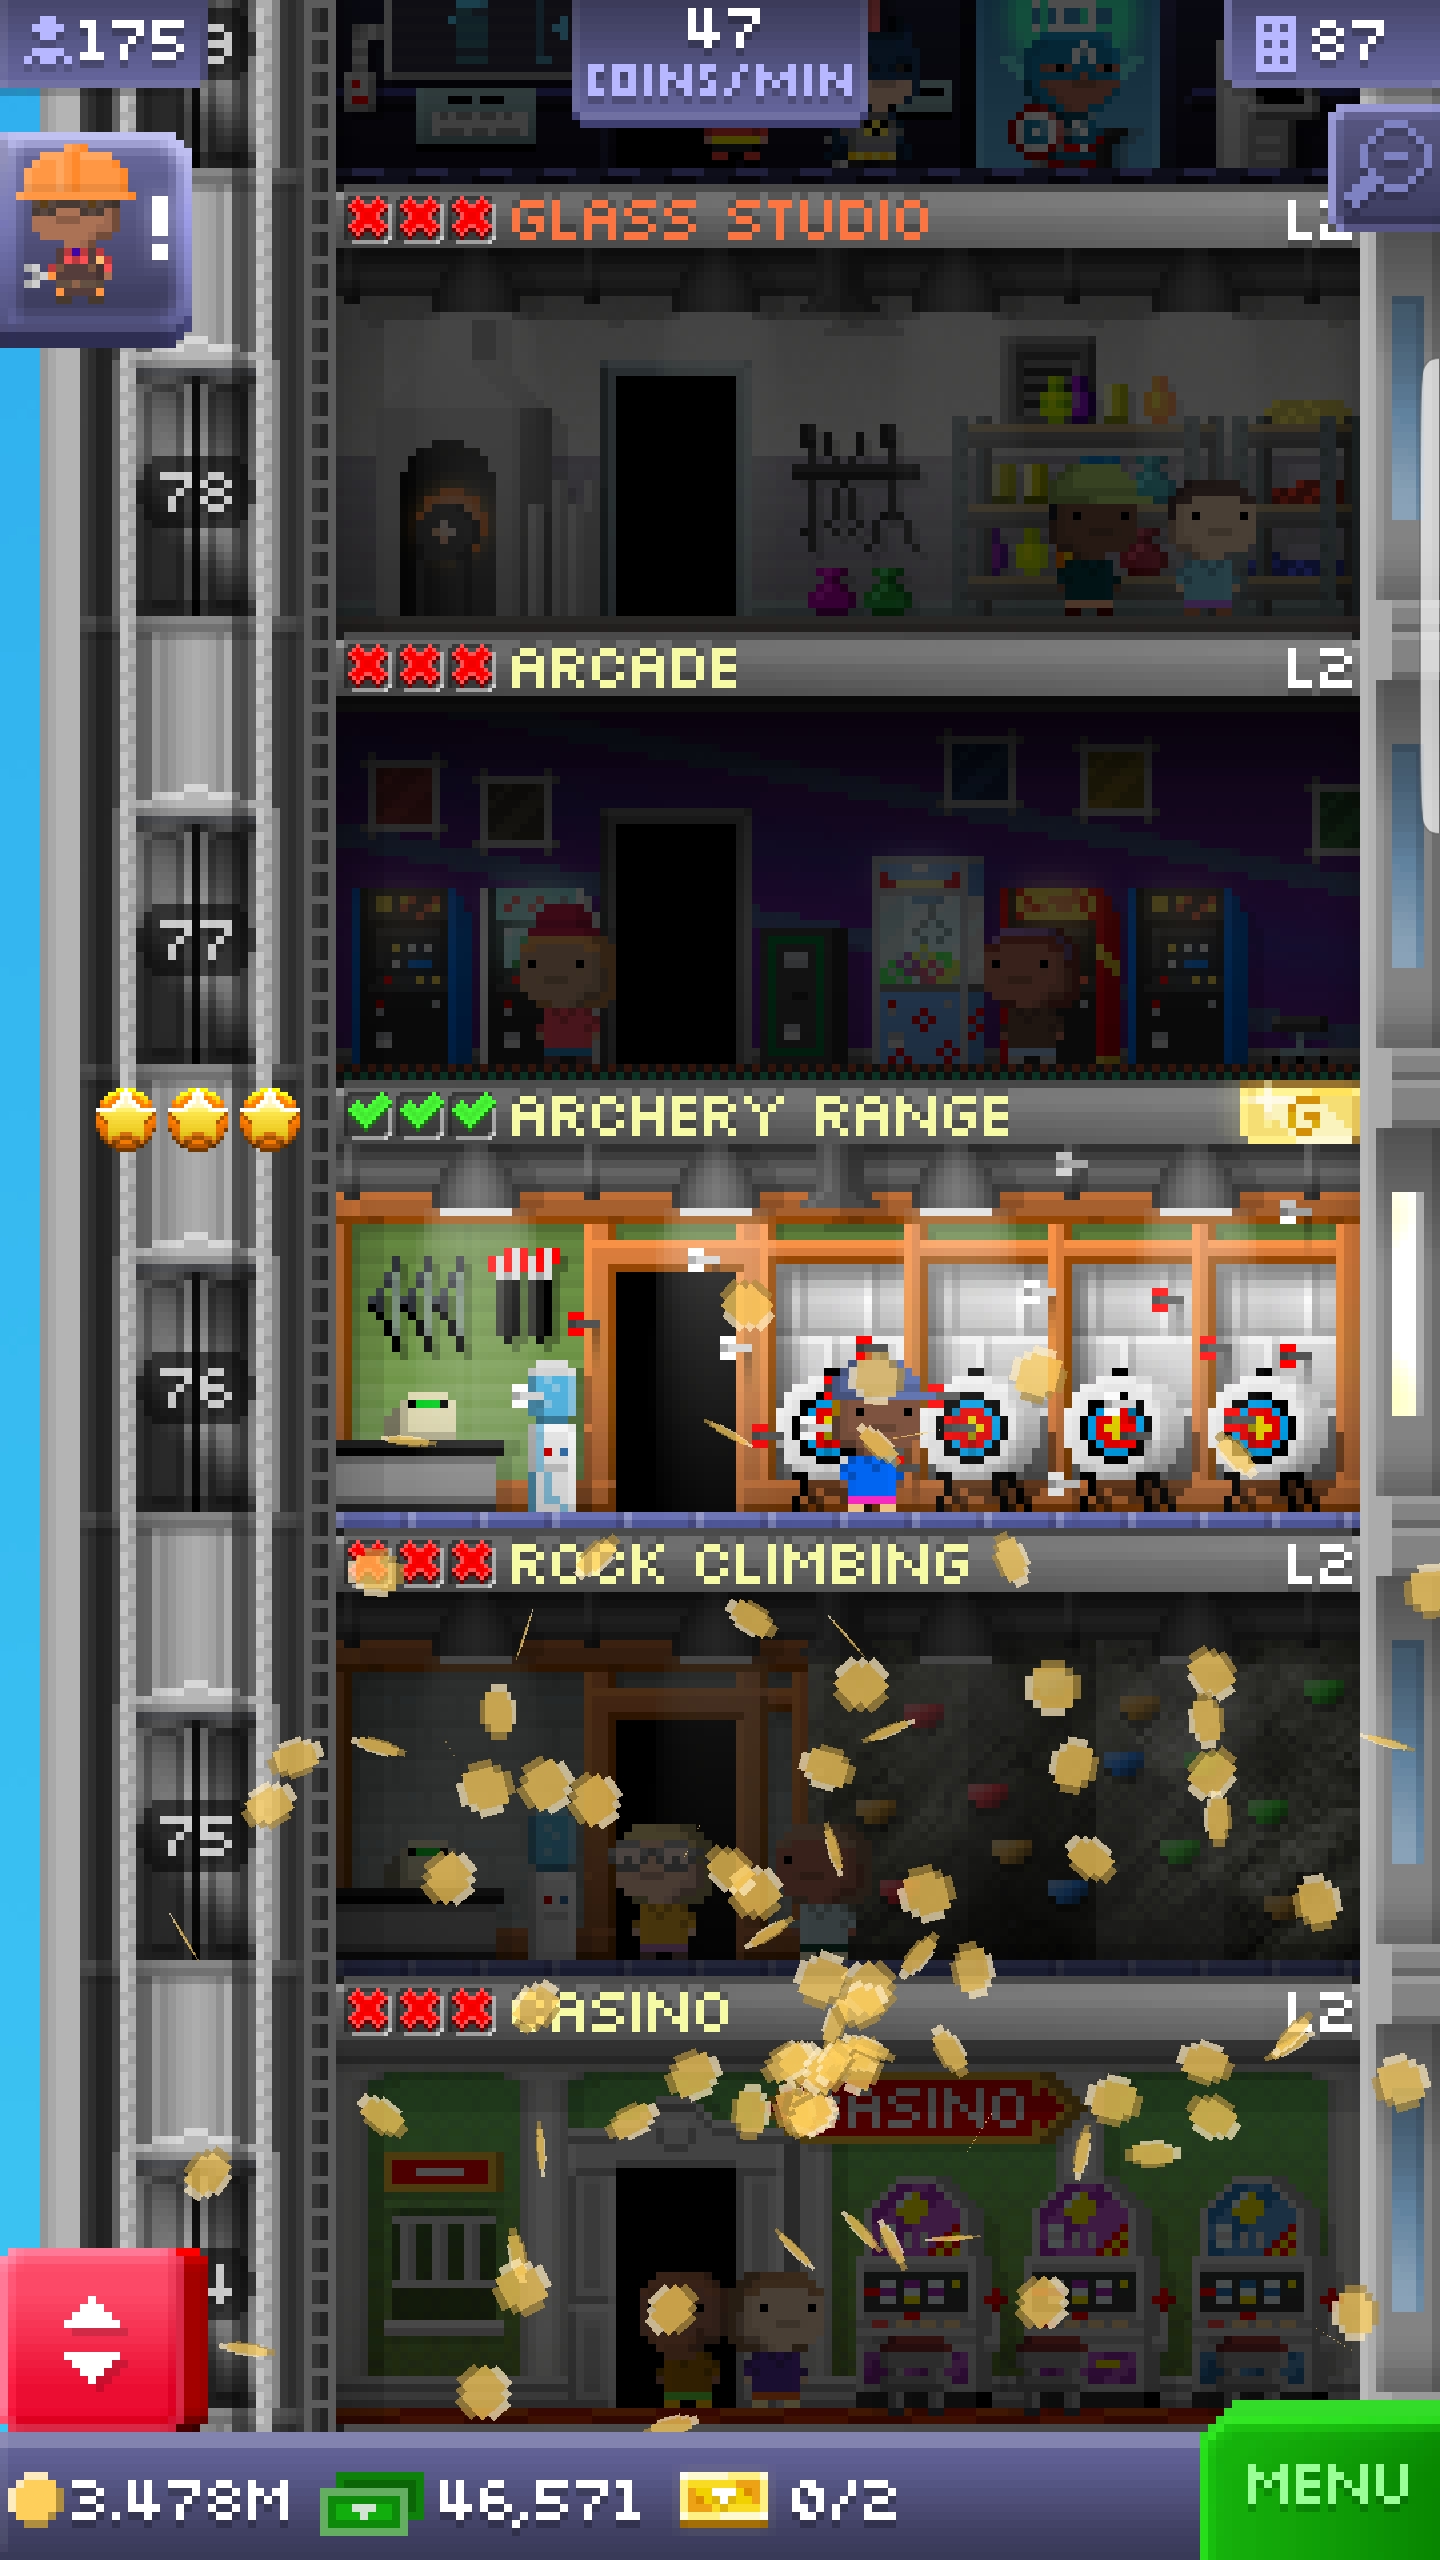 175
47
COINS/MIN
87
!
GLASS STUDIO
78
ARCADE L2
77
ARCHERY RANGE G
76
ROCK CLIMBING L2
75
CASINO L2
CASINO
3.478M 46,571 0/2
MENU